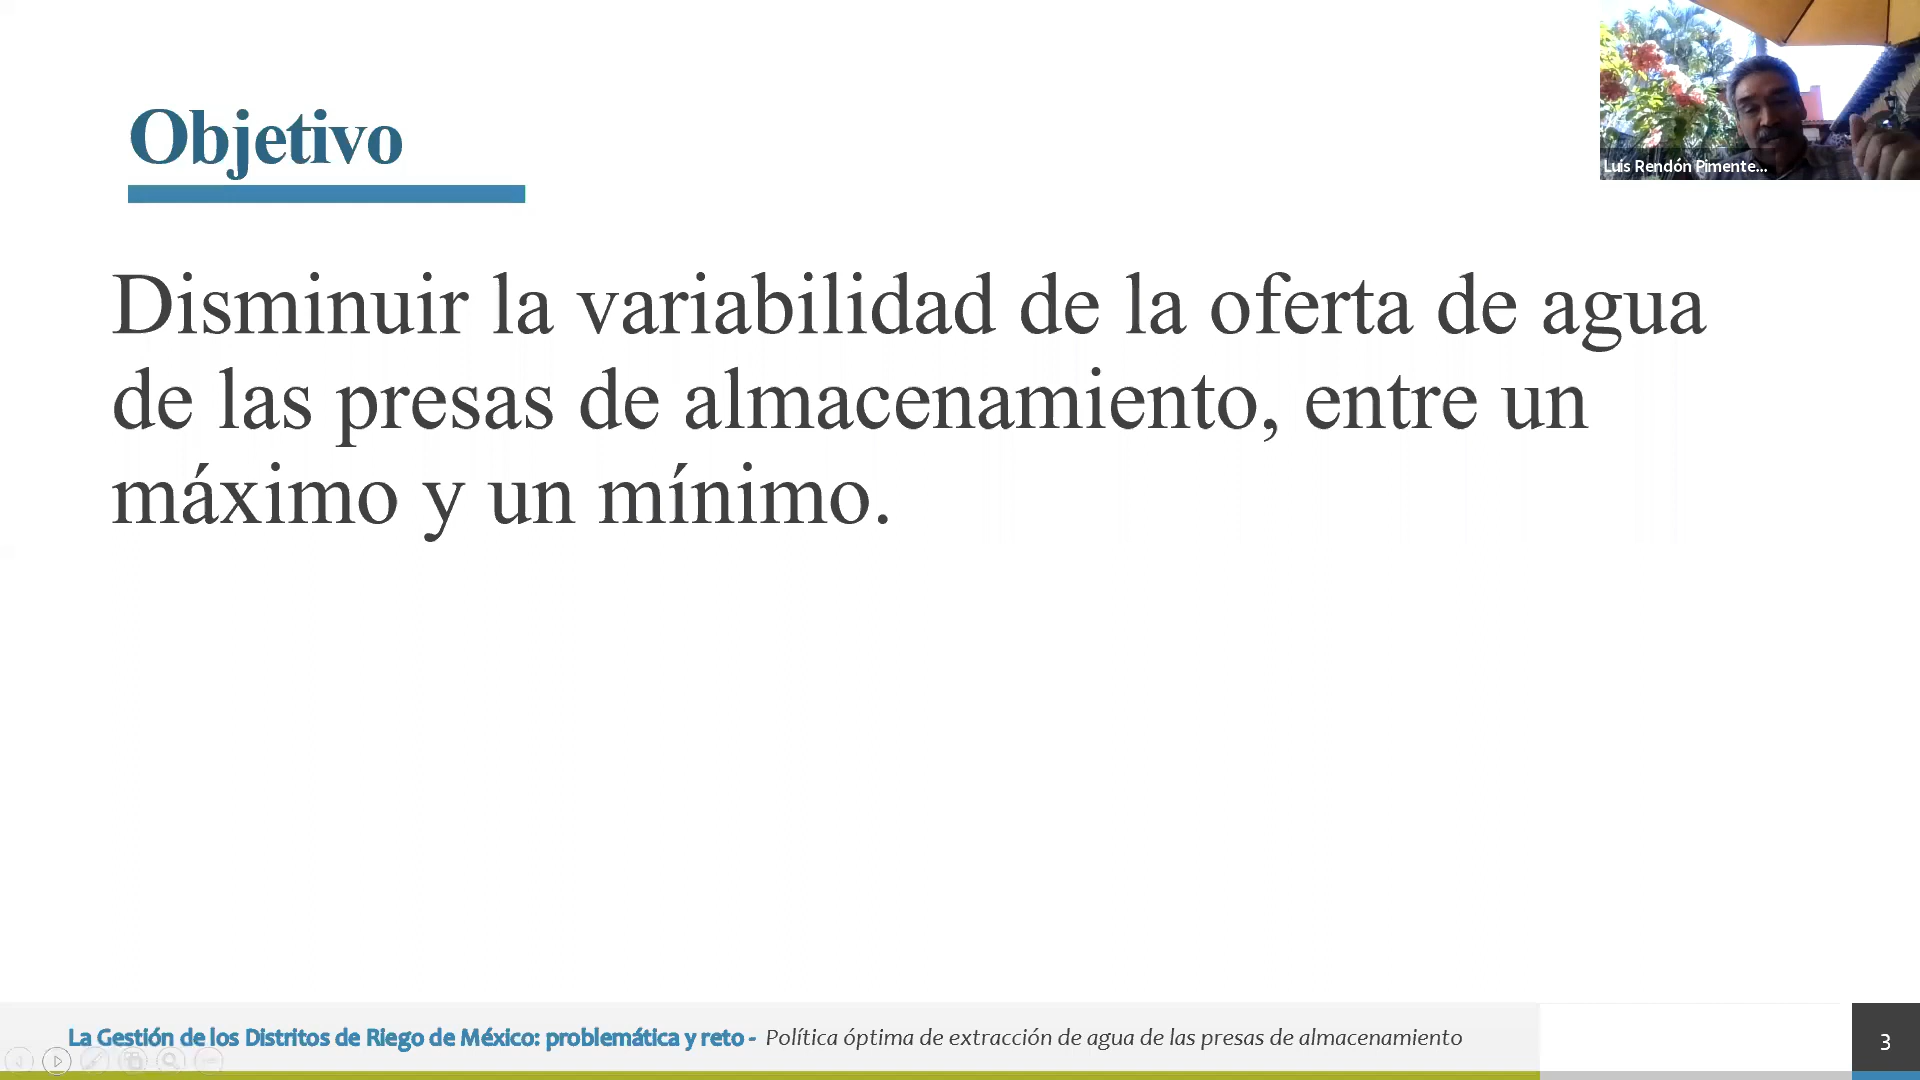 Luis Rendón Pimente...
Objetivo
Disminuir la variabilidad de la oferta de agua
de las presas de almacenamiento, entre un
máximo y un mínimo.
La Gestión de los Distritos de Riego de México: problemática y reto - Política óptima de extracción de agua de las presas de almacenamiento
3